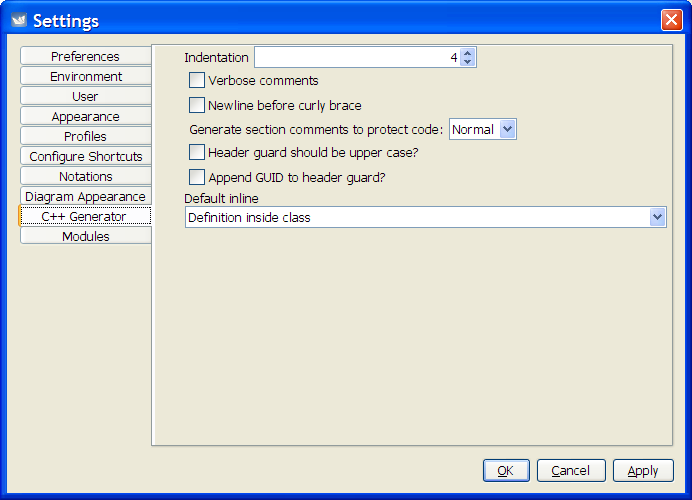 Settings
Preferences
Environment
User
Appearance
Profiles
Configure Shortcuts
Notations
Diagram Appearance
C++ Generator
Modules
Indentation 4
Verbose comments
Newline before curly brace
Generate section comments to protect code: Normal
Header guard should be upper case?
Append GUID to header guard?
Default inline
Definition inside class
OK Cancel Apply